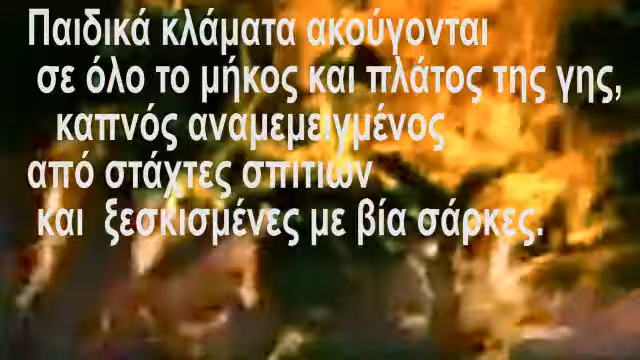 Παιδικά κλάματα ακούγονται
σε όλο το μήκος και πλάτος της γης,
καπνός αναμεμειγμένος
από στάχτες σπιτιών
και ξεσκισμένες με βία σάρκες.